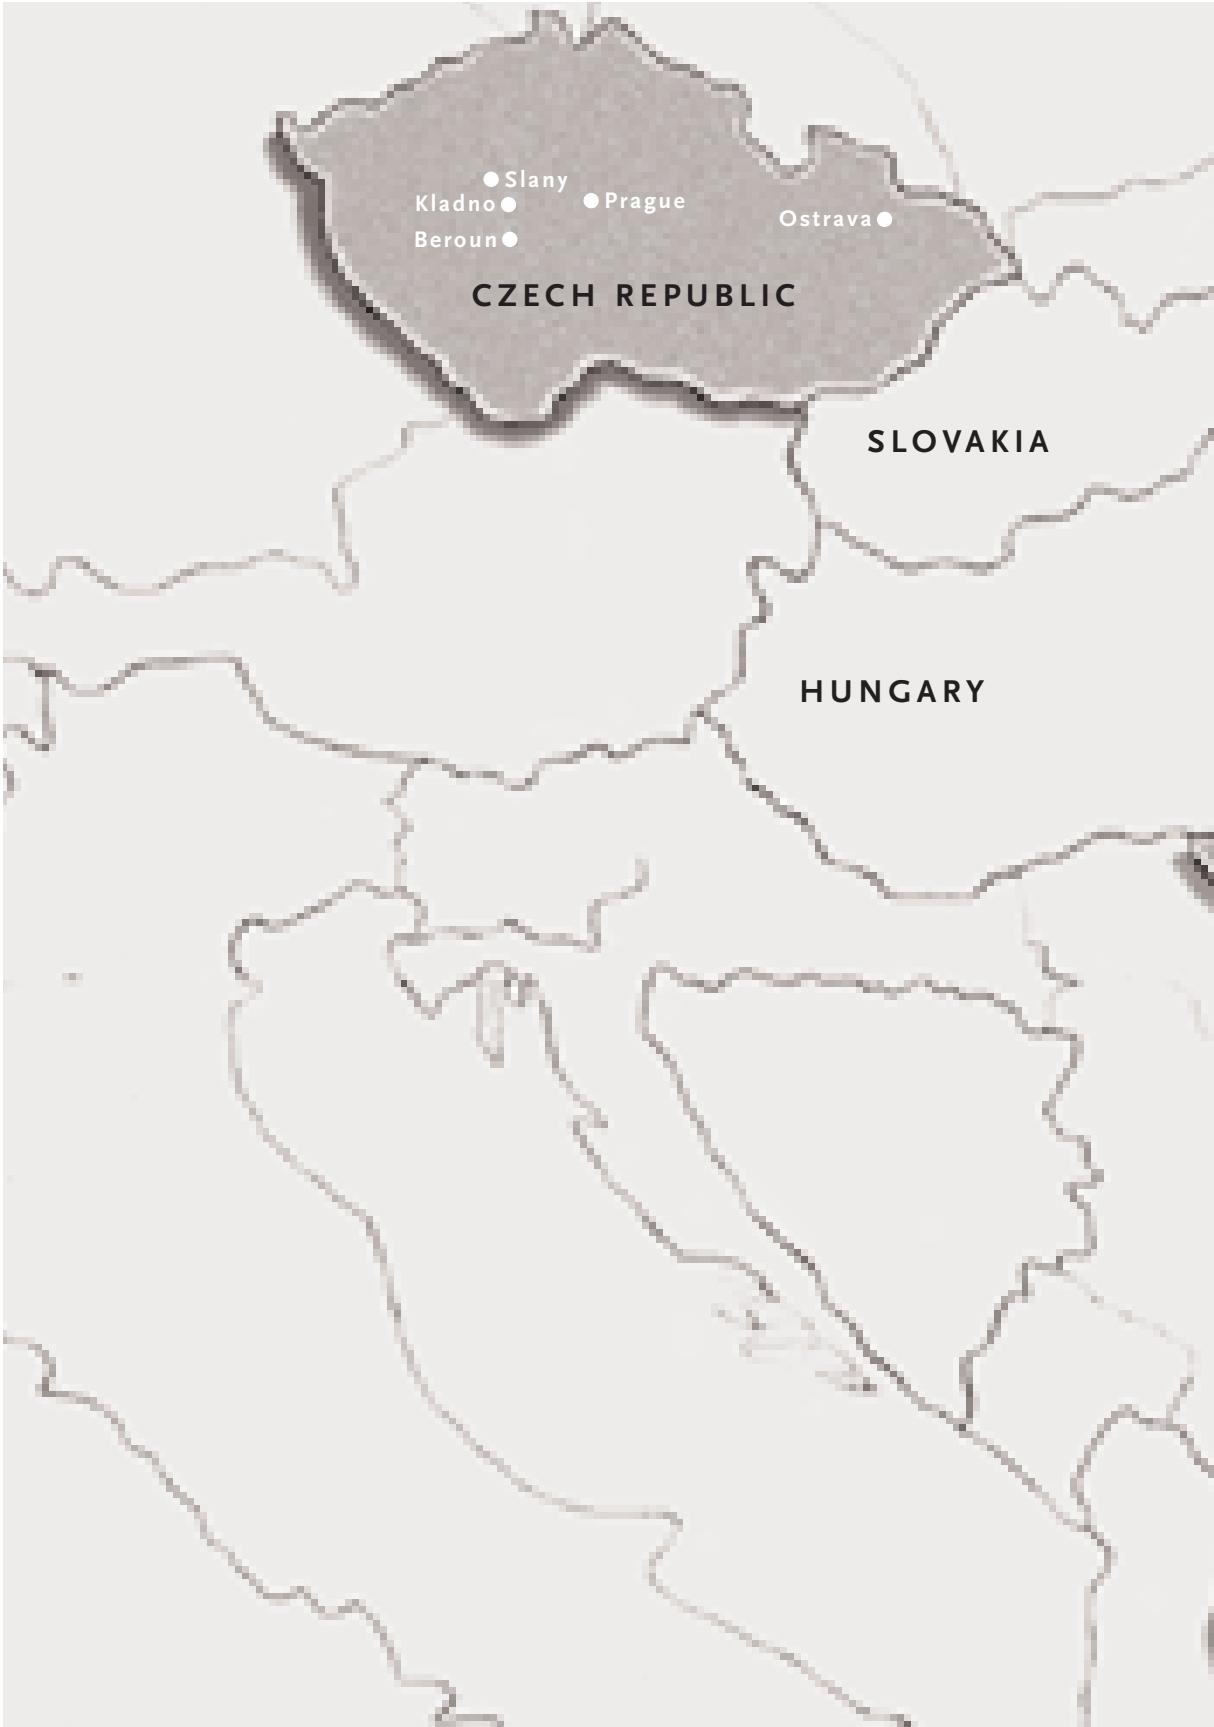 Slany
Kladno
Prague
Ostrava
Beroun
CZECH REPUBLIC
SLOVAKIA
HUNGARY